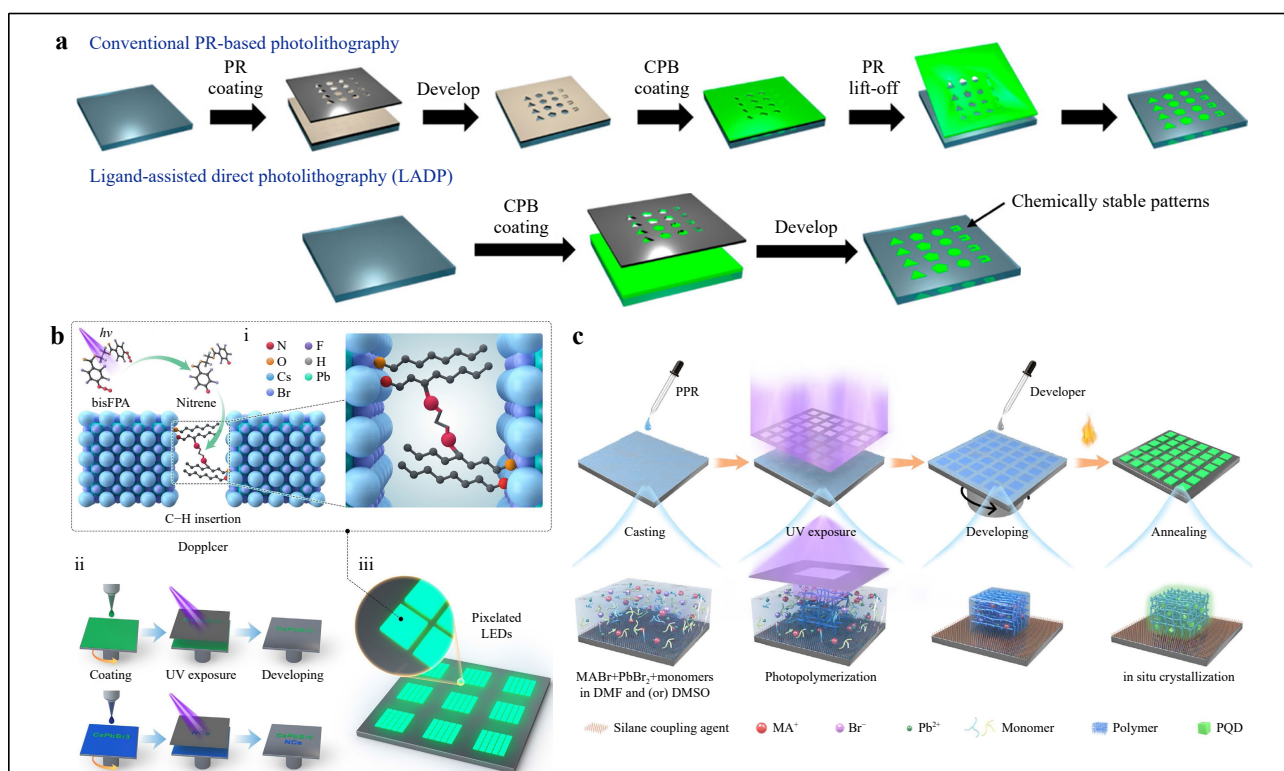 a
Conventional PR-based photolithography
PR
coating
Develop
CPB
coating
PR
lift-off
Ligand-assisted direct photolithography (LADP)
CPB
coating
Develop
Chemically stable patterns
b
hv
bisFPA
Nitrene
i
N
F
O
H
Cs
Pb
Br
C−H insertion
Dopplcer
ii
Coating
UV exposure
Developing
iii
Pixelated
LEDs
c
PPR
Developer
Casting
UV exposure
Developing
Annealing
MABr+PbBr₂+monomers
in DMF and (or) DMSO
Photopolymerization
in situ crystallization
Silane coupling agent
MA⁺
Br⁻
Pb²⁺
Monomer
Polymer
PQD